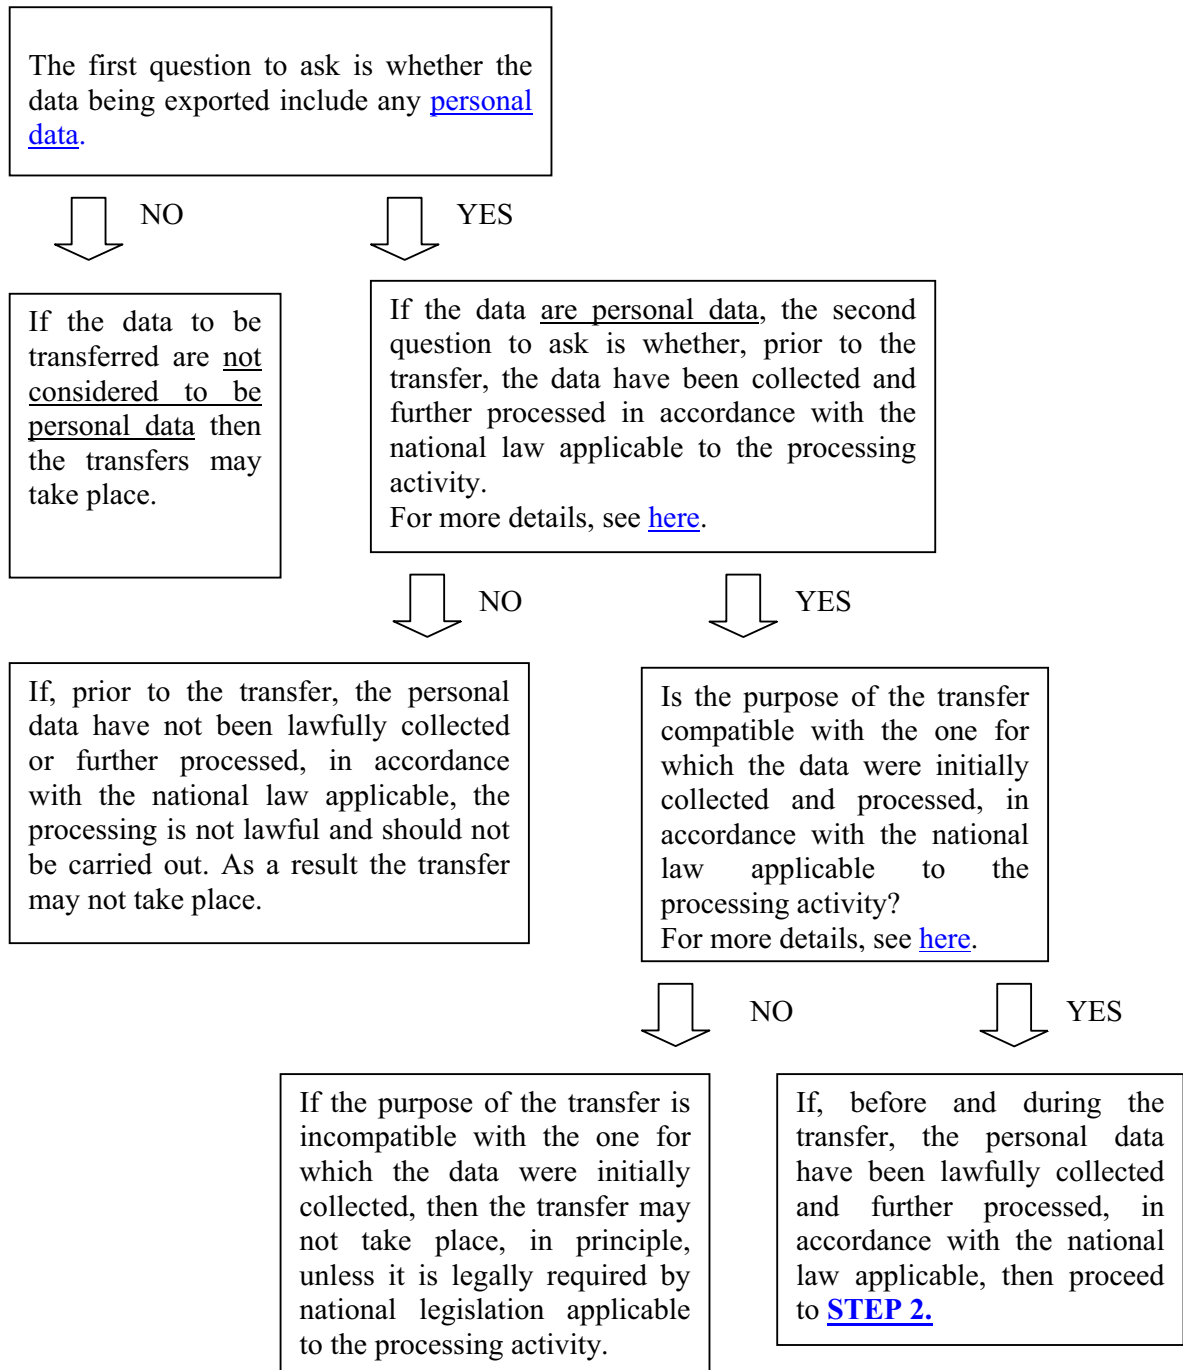 The first question to ask is whether the
data being exported include any personal
data.
NO
YES
If the data to be
transferred are not
considered to be
personal data then
the transfers may
take place.
If the data are personal data, the second
question to ask is whether, prior to the
transfer, the data have been collected and
further processed in accordance with the
national law applicable to the processing
activity.
For more details, see here.
NO
YES
If, prior to the transfer, the personal
data have not been lawfully collected
or further processed, in accordance
with the national law applicable, the
processing is not lawful and should not
be carried out. As a result the transfer
may not take place.
Is the purpose of the transfer
compatible with the one for
which the data were initially
collected and processed, in
accordance with the national
law applicable to the
processing activity?
For more details, see here.
NO
YES
If the purpose of the transfer is
incompatible with the one for
which the data were initially
collected, then the transfer may
not take place, in principle,
unless it is legally required by
national legislation applicable
to the processing activity.
If, before and during the
transfer, the personal data
have been lawfully collected
and further processed, in
accordance with the national
law applicable, then proceed
to STEP 2.